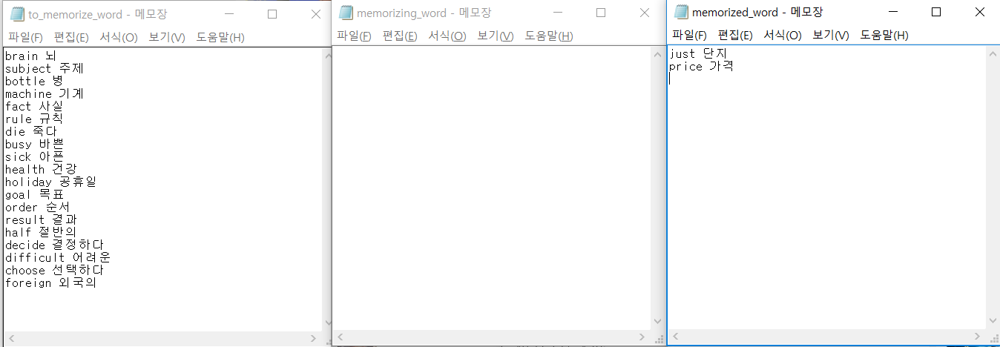 to_memorize_word - 메모장
파일(F) 편집(E) 서식(O) 보기(V) 도움말(H)
brain 뇌
subject 주제
bottle 병
machine 기계
fact 사실
rule 규칙
die 죽다
busy 바쁜
sick 아픈
health 건강
holiday 공휴일
goal 목표
order 순서
result 결과
half 절반의
decide 결정하다
difficult 어려운
choose 선택하다
foreign 외국의
memorizing_word - 메모장
파일(F) 편집(E) 서식(O) 보기(V) 도움말(H)
memorized_word - 메모장
파일(F) 편집(E) 서식(O) 보기(V) 도움말(H)
just 단지
price 가격